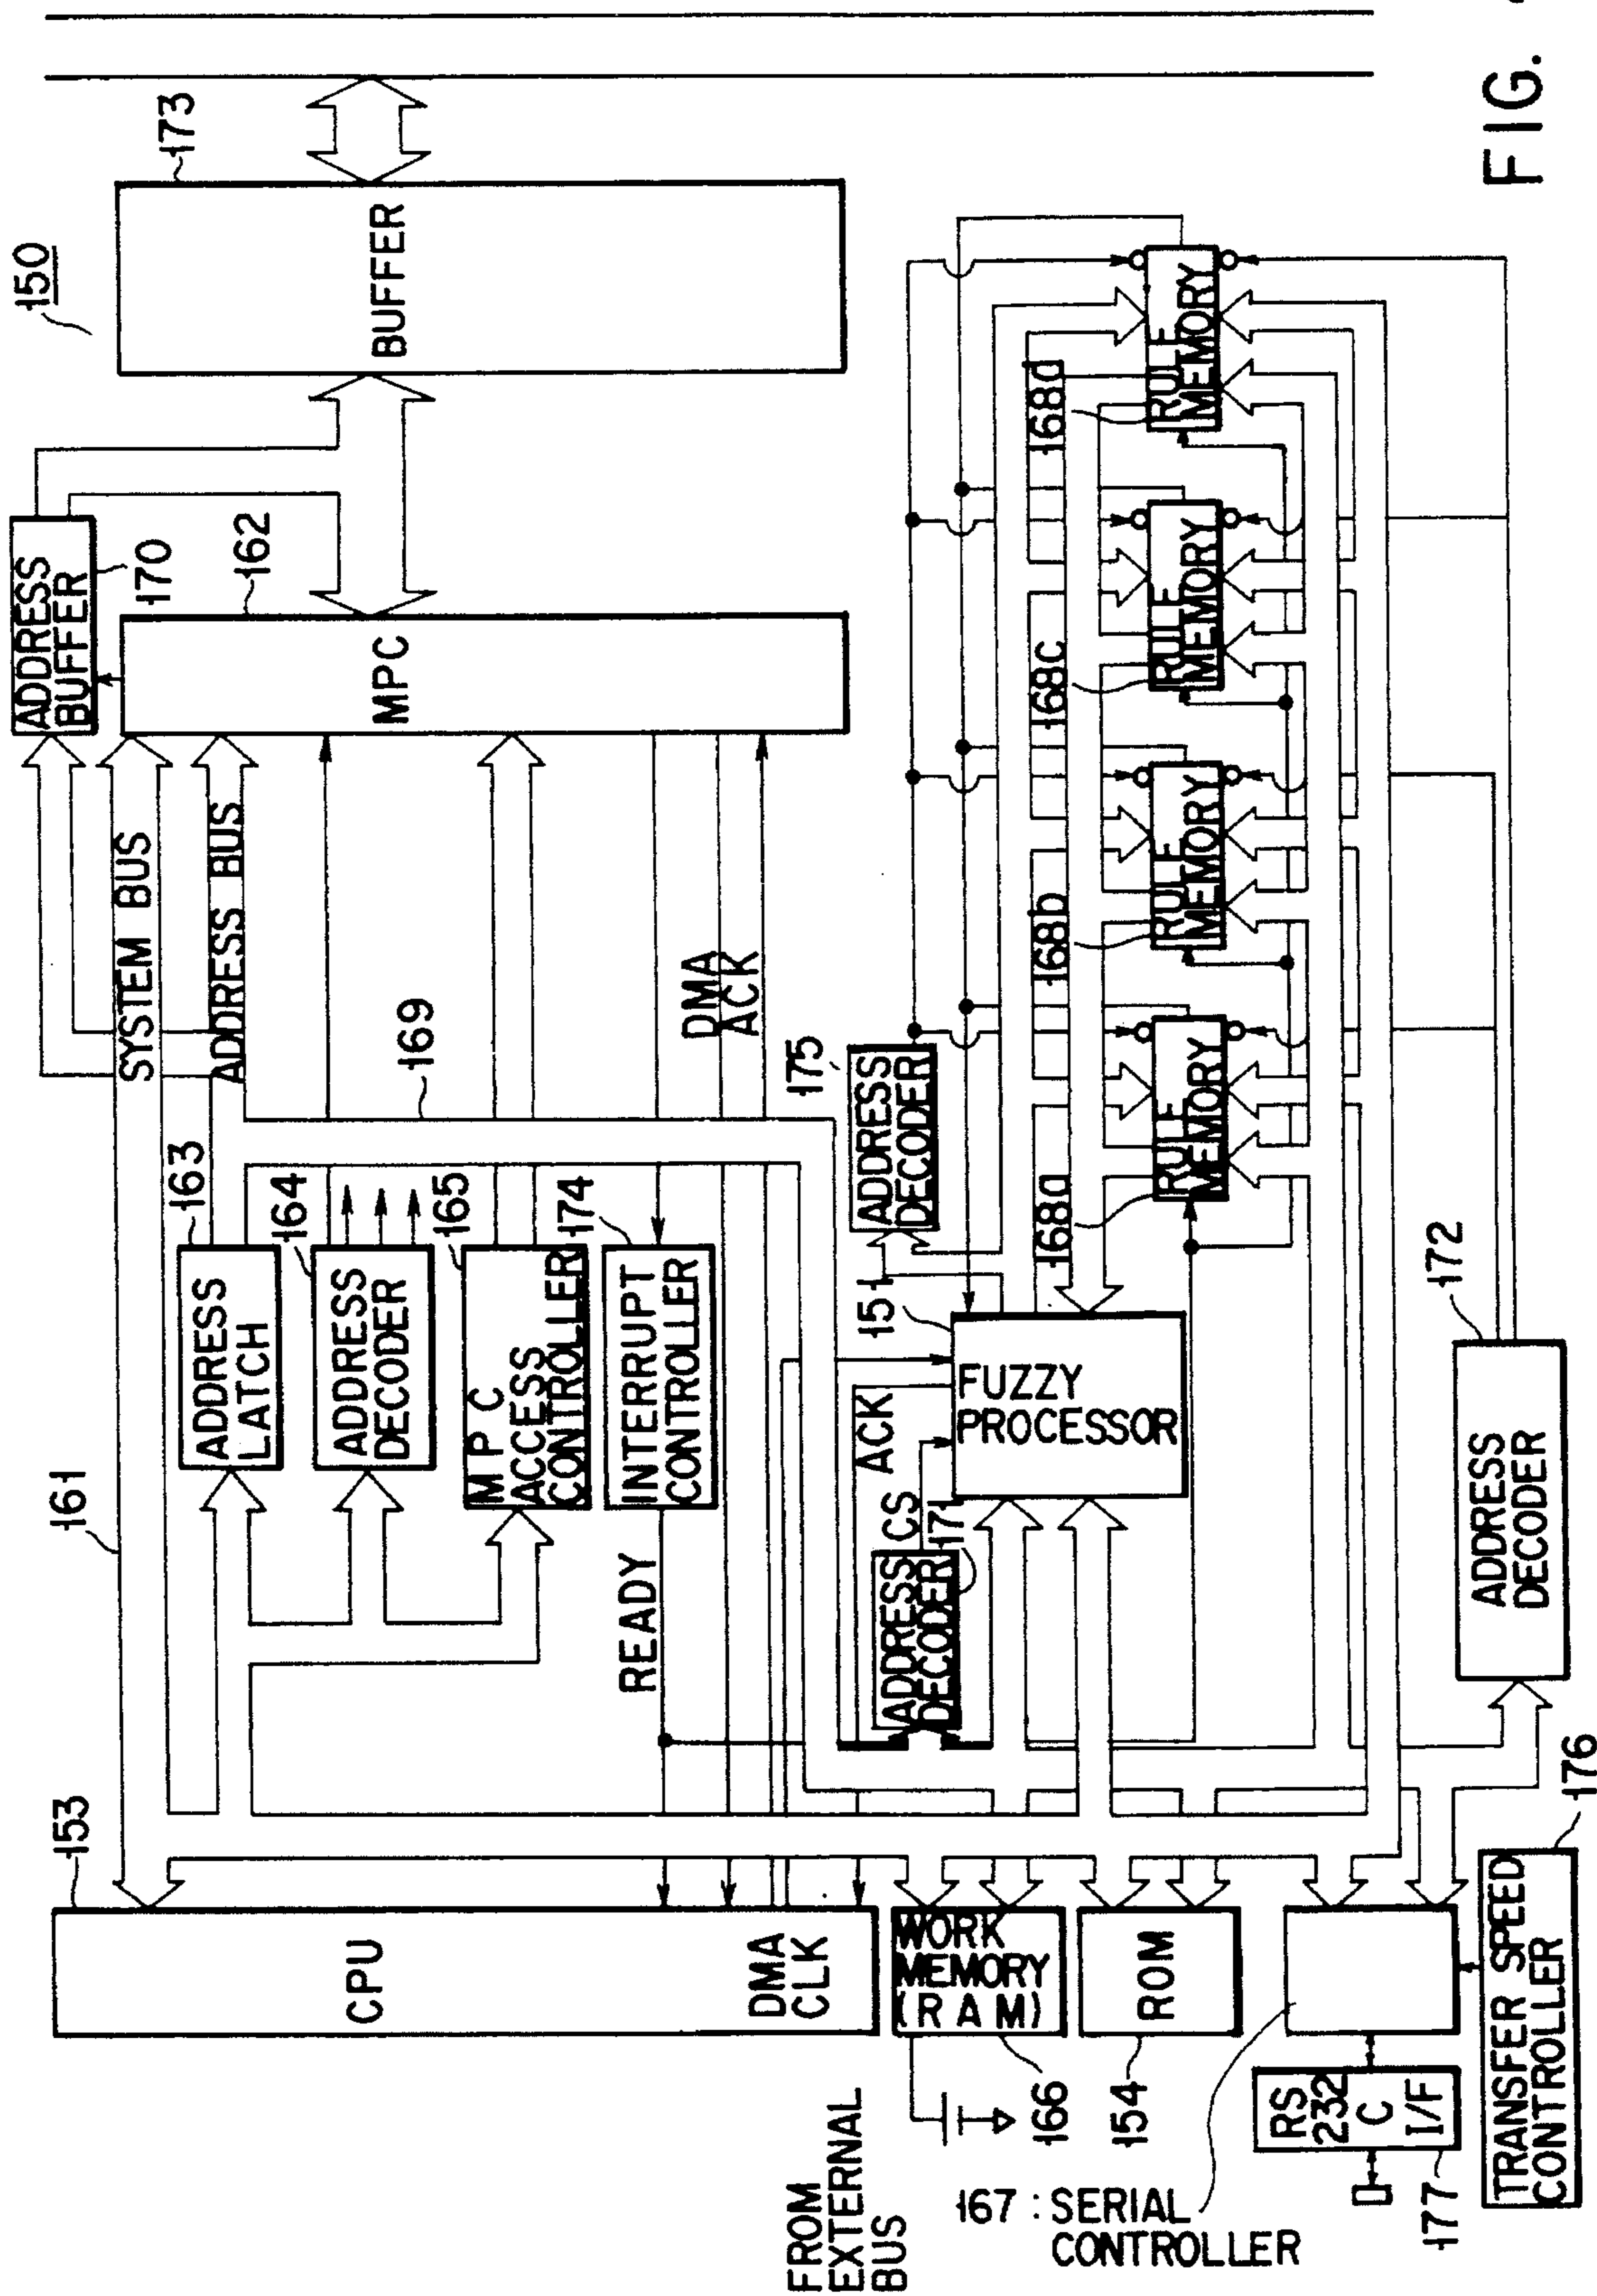 150
173
BUFFER
ADDRESS
BUFFER
170
162
MPC
SYSTEM BUS
ADDRESS BUS
169
DMA
ACK
163
164
165
174
ADDRESS
LATCH
ADDRESS
DECODER
M P C
ACCESS
CONTROLLER
INTERRUPT
CONTROLLER
161
READY
153
CPU
DMA
CLK
175
ADDRESS
DECODER
151
FUZZY
PROCESSOR
ACK
CS
171
ADDRESS
DECODER
168a
RULE
MEMORY
168b
RULE
MEMORY
168c
RULE
MEMORY
168d
RULE
MEMORY
172
ADDRESS
DECODER
WORK
MEMORY
(RAM)
166
ROM
154
167 : SERIAL
CONTROLLER
RS
232
C
I/F
177
176
TRANSFER SPEED
CONTROLLER
FROM
EXTERNAL
BUS
FIG.